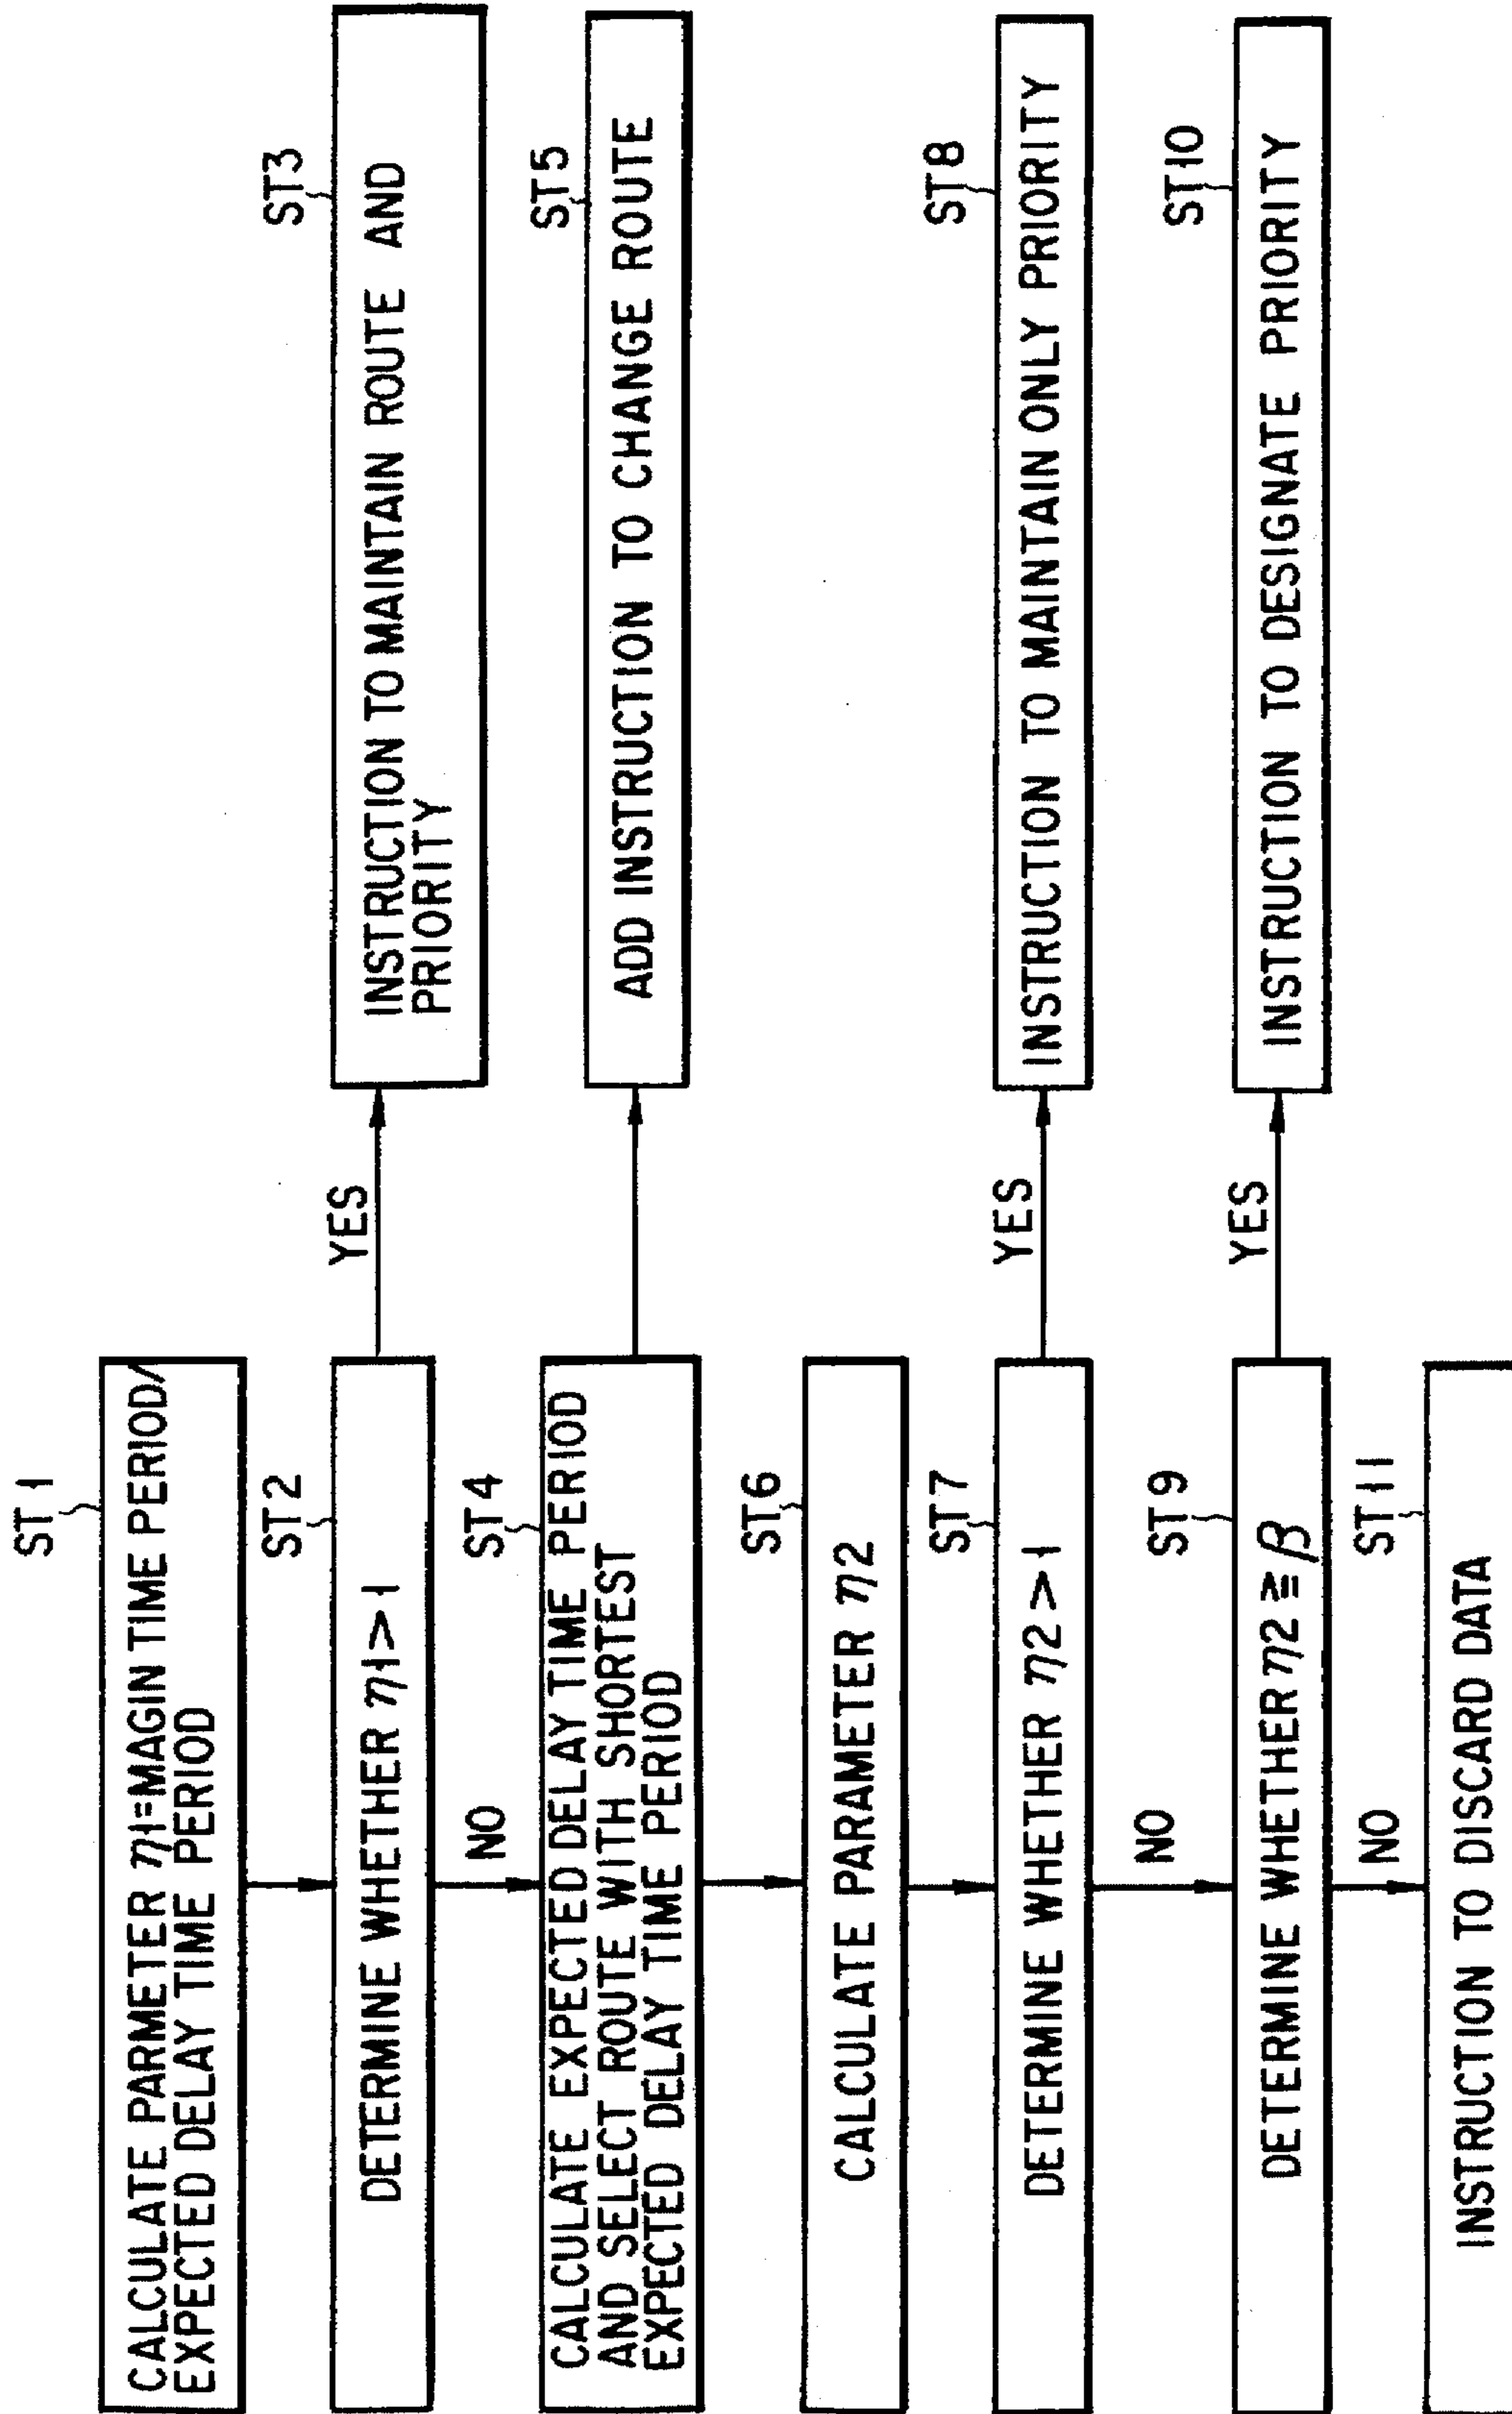 ST1
CALCULATE PARMETER η1=MAGIN TIME PERIOD/
EXPECTED DELAY TIME PERIOD
ST2
DETERMINE WHETHER η1>1
YES
ST3
INSTRUCTION TO MAINTAIN ROUTE AND
PRIORITY
NO
ST4
CALCULATE EXPECTED DELAY TIME PERIOD
AND SELECT ROUTE WITH SHORTEST
EXPECTED DELAY TIME PERIOD
ST5
ADD INSTRUCTION TO CHANGE ROUTE
ST6
CALCULATE PARAMETER η2
ST7
DETERMINE WHETHER η2>1
YES
ST8
INSTRUCTION TO MAINTAIN ONLY PRIORITY
NO
ST9
DETERMINE WHETHER η2≧β
YES
ST10
INSTRUCTION TO DESIGNATE PRIORITY
NO
ST11
INSTRUCTION TO DISCARD DATA